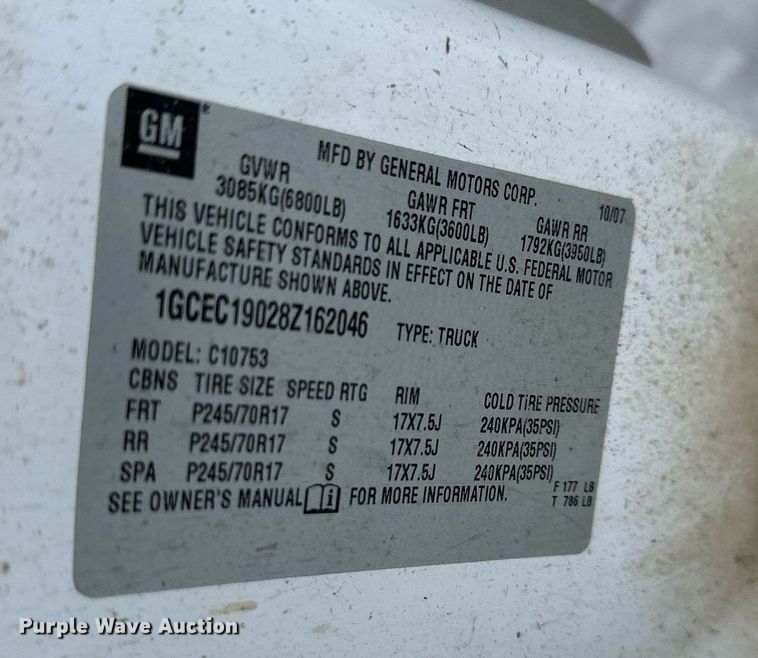 GM®
MFD BY GENERAL MOTORS CORP. 10/07
GVWR GAWR FRT GAWR RR
3085KG(6800LB) 1633KG(3600LB) 1792KG(3950LB)
THIS VEHICLE CONFORMS TO ALL APPLICABLE U.S. FEDERAL MOTOR
VEHICLE SAFETY STANDARDS IN EFFECT ON THE DATE OF
MANUFACTURE SHOWN ABOVE.
1GCEC19028Z162046 TYPE: TRUCK
MODEL: C10753
CBNS TIRE SIZE SPEED RTG RIM COLD TIRE PRESSURE
FRT P245/70R17 S 17X7.5J 240KPA(35PSI)
RR P245/70R17 S 17X7.5J 240KPA(35PSI)
SPA P245/70R17 S 17X7.5J 240KPA(35PSI)
SEE OWNER'S MANUAL i FOR MORE INFORMATION.
F 177 LB
T 786 LB
Purple Wave Auction